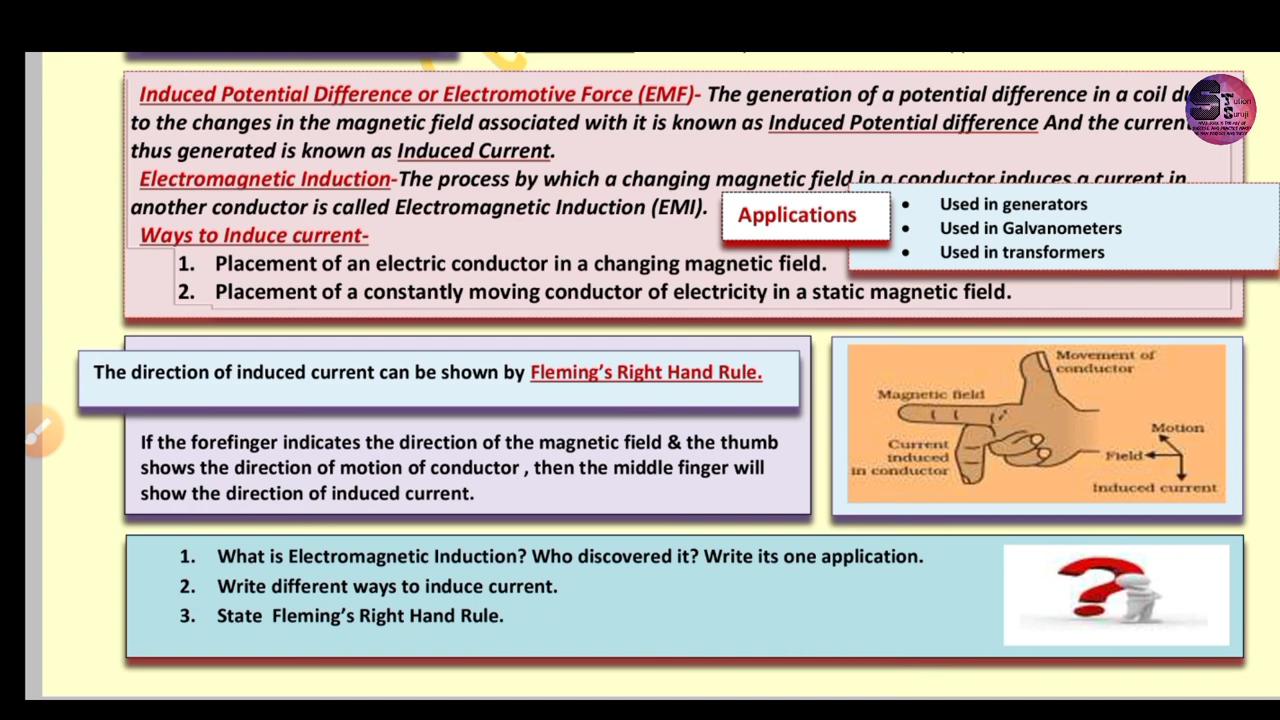 Induced Potential Difference or Electromotive Force (EMF)- The generation of a potential difference in a coil
to the changes in the magnetic field associated with it is known as Induced Potential difference And the current
thus generated is known as Induced Current.
Electromagnetic Induction-The process by which a changing magnetic field in a conductor induces a current in
another conductor is called Electromagnetic Induction (EMI).
Applications
Used in generators
Used in Galvanometers
Used in transformers
Ways to Induce current-
1. Placement of an electric conductor in a changing magnetic field.
2. Placement of a constantly moving conductor of electricity in a static magnetic field.
The direction of induced current can be shown by Fleming's Right Hand Rule.
If the forefinger indicates the direction of the magnetic field & the thumb
shows the direction of motion of conductor , then the middle finger will
show the direction of induced current.
Movement of
conductor
Magnetic field
Current
induced
in conductor
Motion
Field
Induced current
1. What is Electromagnetic Induction? Who discovered it? Write its one application.
2. Write different ways to induce current.
3. State Fleming's Right Hand Rule.